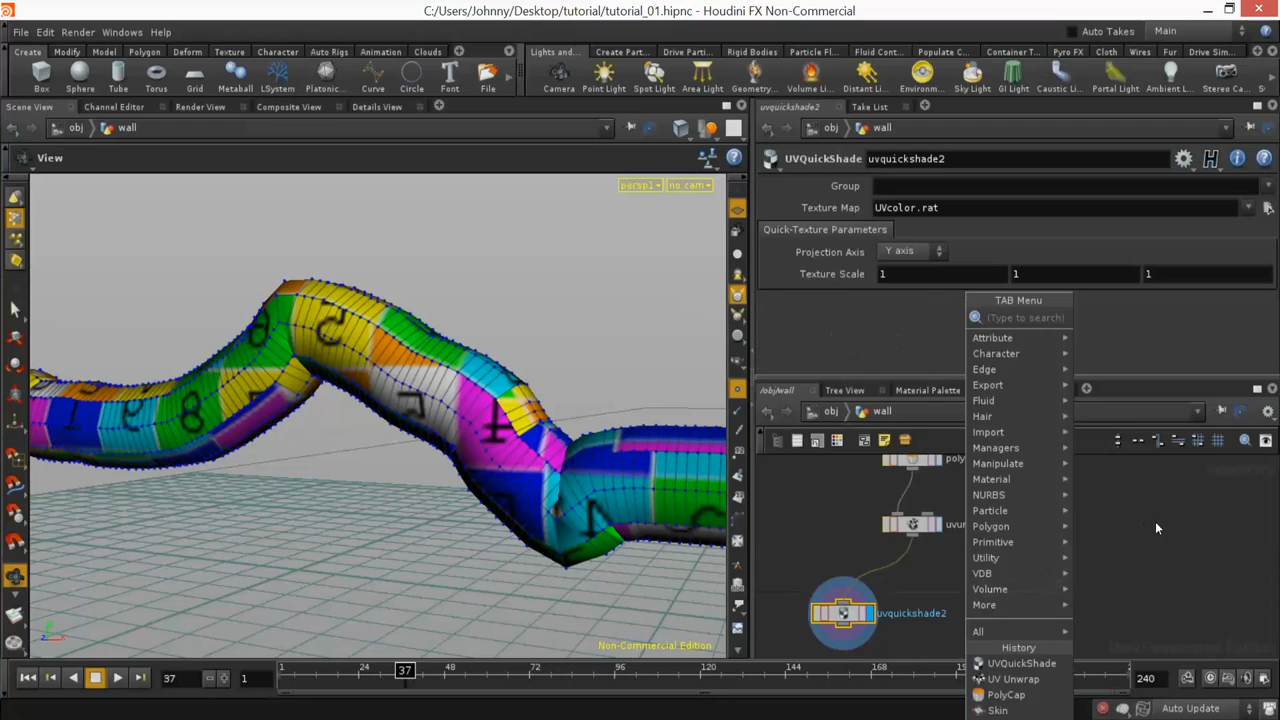 C:/Users/Johnny/Desktop/tutorial/tutorial_01.hipnc - Houdini FX Non-Commercial
File Edit Render Windows Help
Auto Takes Main
Create Modify Model Polygon Deform Texture Character Auto Rigs Animation Clouds
Lights and... Create Part... Drive Parti... Rigid Bodies Particle Fl... Fluid Cont... Populate C... Container T... Pyro FX Cloth Wires Fur Drive Sim...
Box Sphere Tube Torus Grid Metaball LSystem Platonic... Curve Circle Font File
Camera Point Light Spot Light Area Light Geometry... Volume Li... Distant Li... Environm... Sky Light GI Light Caustic Li... Portal Light Ambient L... Stereo Ca...
Scene View Channel Editor Render View Composite View Details View
uvquickshade2 Take List
obj wall
obj wall
View
UVQuickShade uvquickshade2
persp1 no cam
Group
Texture Map UVcolor.rat
Quick-Texture Parameters
Projection Axis Y axis
Texture Scale 1 1 1
TAB Menu
(Type to search)
Attribute
Character
Edge
Export
Fluid
Hair
Import
Managers
Manipulate
Material
NURBS
Particle
Polygon
Primitive
Utility
VDB
Volume
More
All
History
UVQuickShade
UV Unwrap
PolyCap
Skin
/obj/wall Tree View Material Palette
obj wall
poly
uvun
uvquickshade2
Non-Commercial Edition
37 1
1 24 37 48 72 96 120 144 168
240
Auto Update